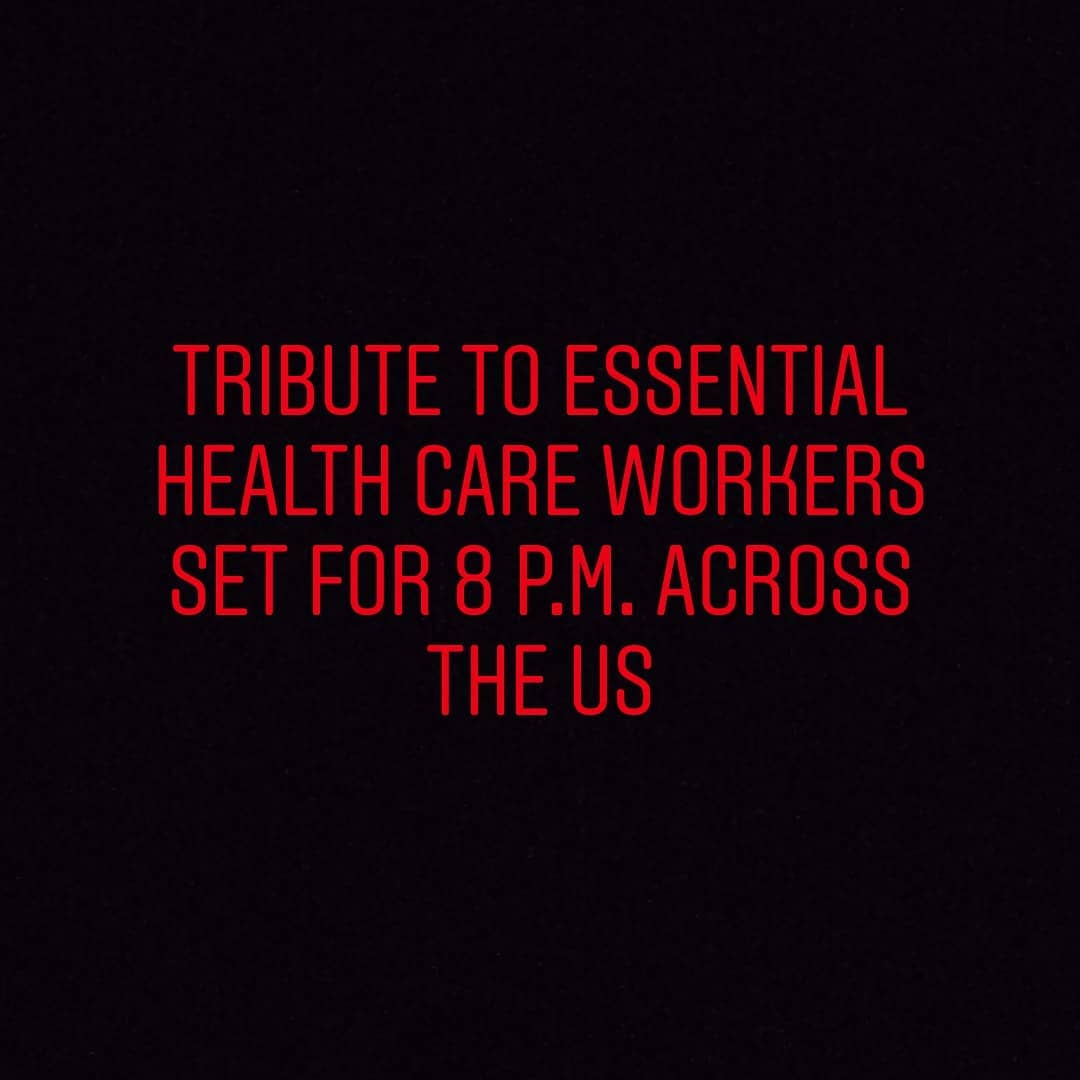 TRIBUTE TO ESSENTIAL
HEALTH CARE WORKERS
SET FOR 8 P.M. ACROSS
THE US